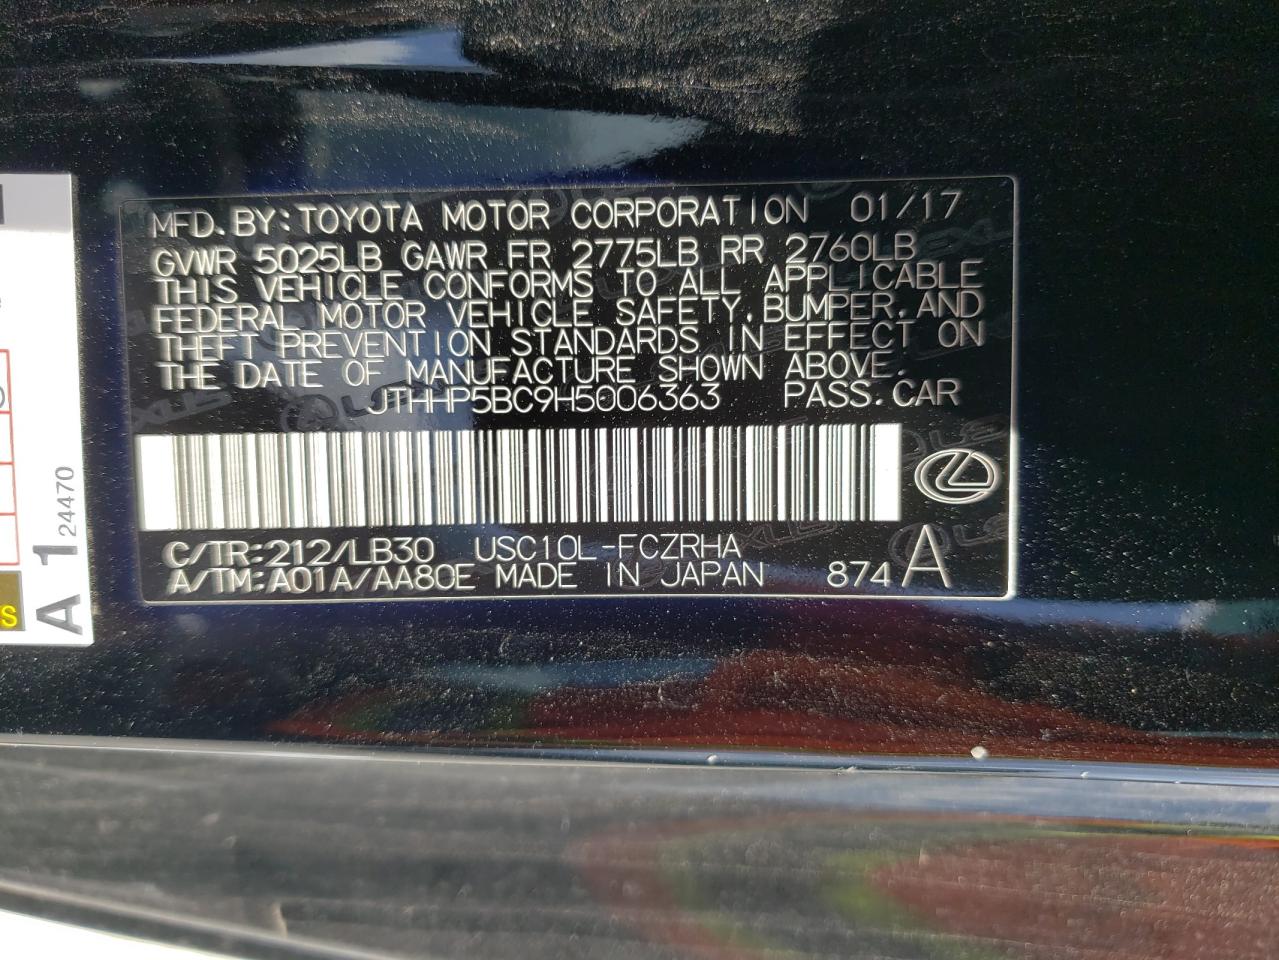 MFD.BY:TOYOTA MOTOR CORPORATION 01/17
GVWR 5025LB GAWR FR 2775LB RR 2760LB
THIS VEHICLE CONFORMS TO ALL APPLICABLE
FEDERAL MOTOR VEHICLE SAFETY,BUMPER,AND
THEFT PREVENTION STANDARDS IN EFFECT ON
THE DATE OF MANUFACTURE SHOWN ABOVE.
JTHHP5BC9H5006363 PASS.CAR
C/TR:212/LB30 USC10L-FCZRHA
A/TM:A01A/AA80E MADE IN JAPAN 874 A
A 1 24470
S